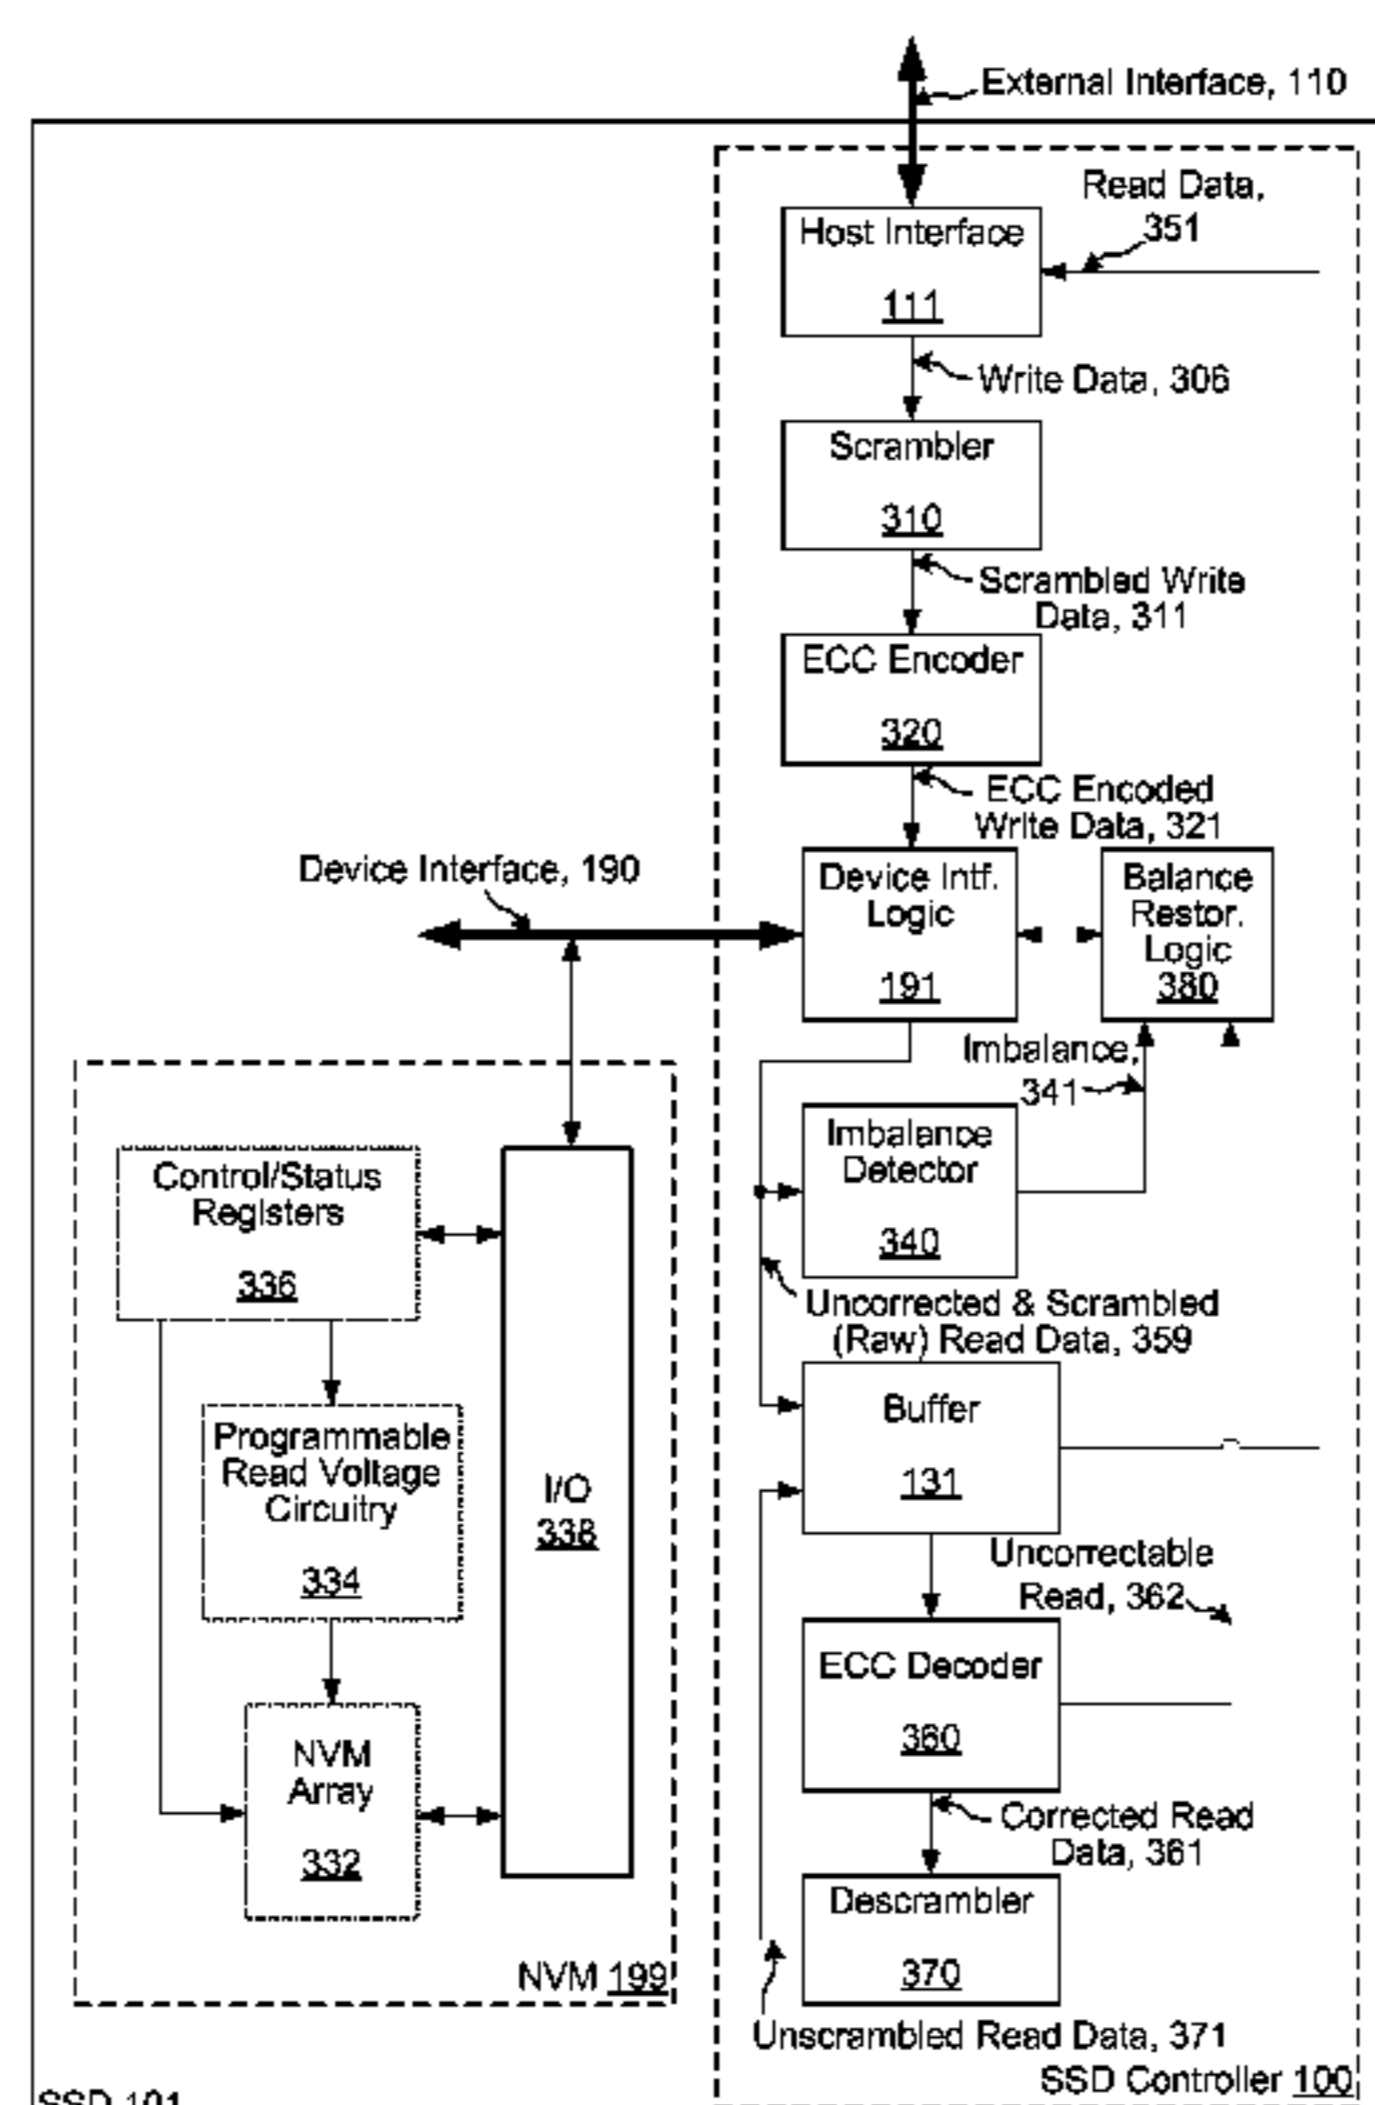 External Interface, 110
Read Data,
351
Host Interface
111
Write Data, 306
Scrambler
310
Scrambled Write
Data, 311
ECC Encoder
320
ECC Encoded
Write Data, 321
Device Interface, 190
Device Intf.
Logic
191
Balance
Restor.
Logic
380
Imbalance,
341
Imbalance
Detector
340
Control/Status
Registers
336
Uncorrected & Scrambled
(Raw) Read Data, 359
Programmable
Read Voltage
Circuitry
334
I/O
338
Buffer
131
Uncorrectable
Read, 362
ECC Decoder
360
NVM
Array
332
Corrected Read
Data, 361
Descrambler
370
NVM 199
Unscrambled Read Data, 371
SSD Controller 100
SSD 101